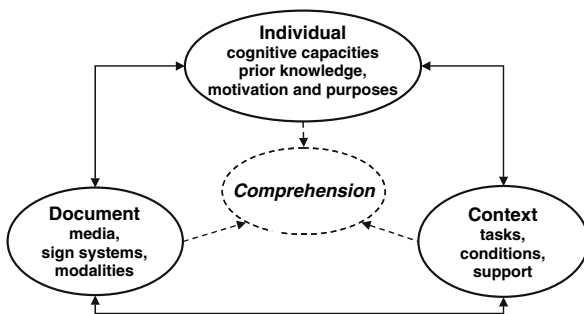 Individual
cognitive capacities
prior knowledge,
motivation and purposes
Comprehension
Document
media,
sign systems,
modalities
Context
tasks,
conditions,
support